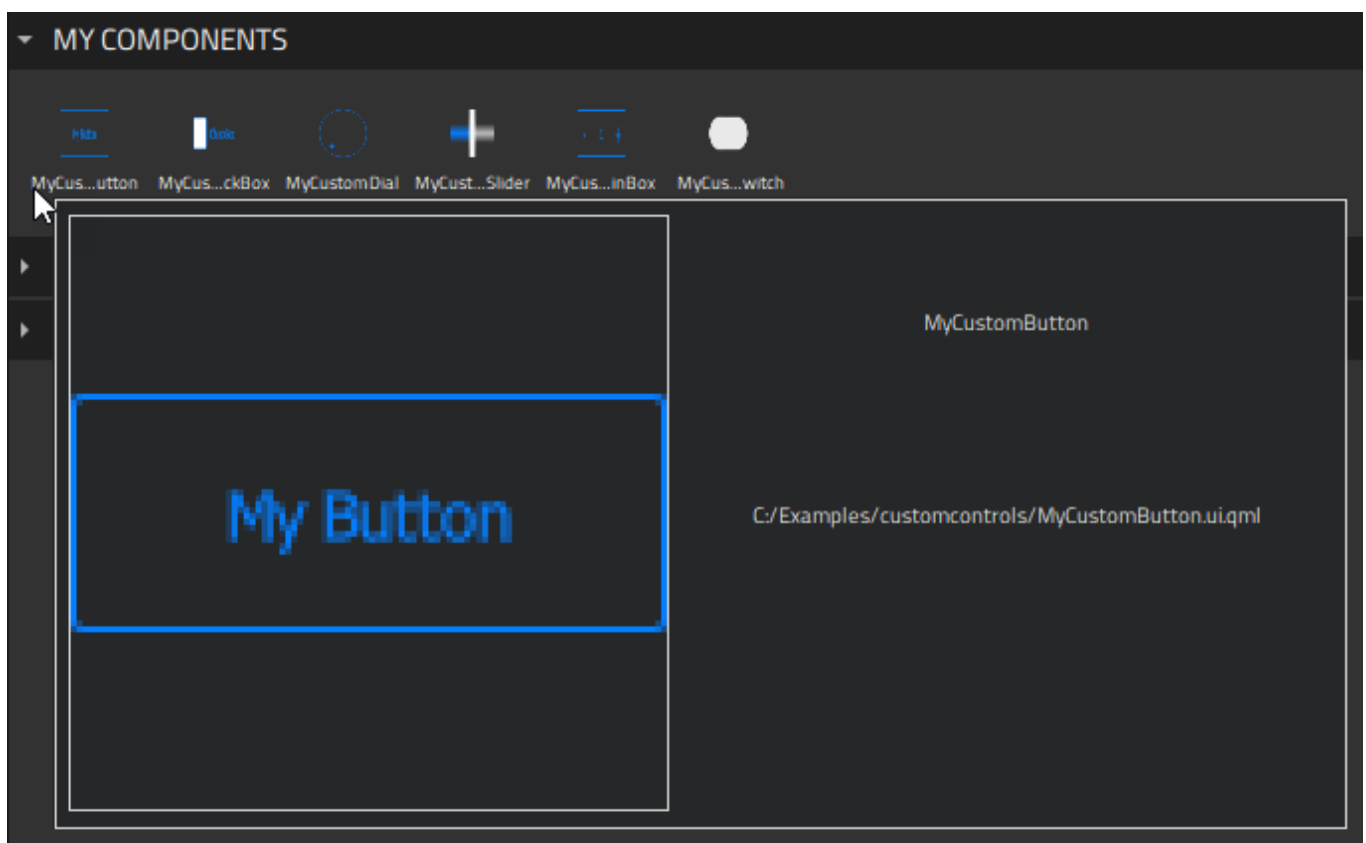 MY COMPONENTS
MyCus...utton MyCus...ckBox MyCustomDial MyCust...Slider MyCus...inBox MyCus...witch
MyCustomButton
My Button
C:/Examples/customcontrols/MyCustomButton.ui.qml